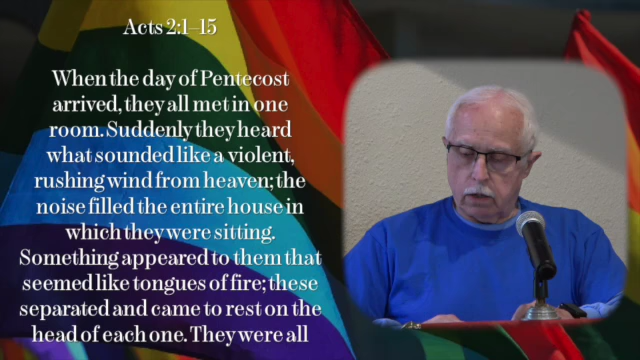 Acts 2:1–15
When the day of Pentecost
arrived, they all met in one
room. Suddenly they heard
what sounded like a violent,
rushing wind from heaven; the
noise filled the entire house in
which they were sitting.
Something appeared to them that
seemed like tongues of fire; these
separated and came to rest on the
head of each one. They were all